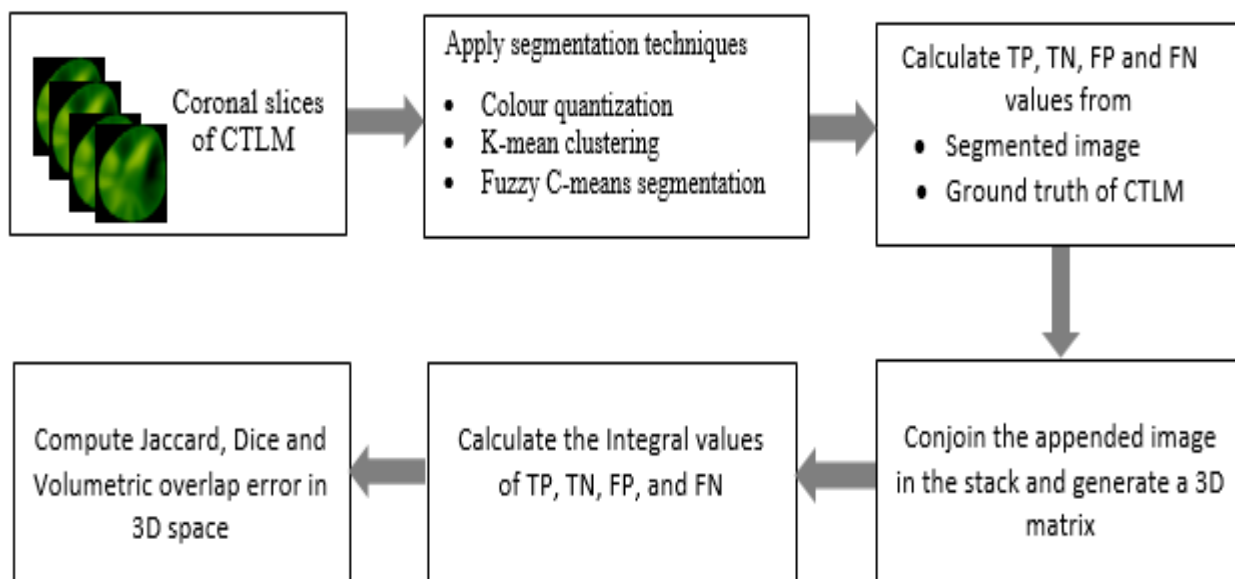 Coronal slices
of CTLM
Apply segmentation techniques
• Colour quantization
• K-mean clustering
• Fuzzy C-means segmentation
Calculate TP, TN, FP and FN
values from
• Segmented image
• Ground truth of CTLM
Conjoin the appended image
in the stack and generate a 3D
matrix
Calculate the Integral values
of TP, TN, FP, and FN
Compute Jaccard, Dice and
Volumetric overlap error in
3D space